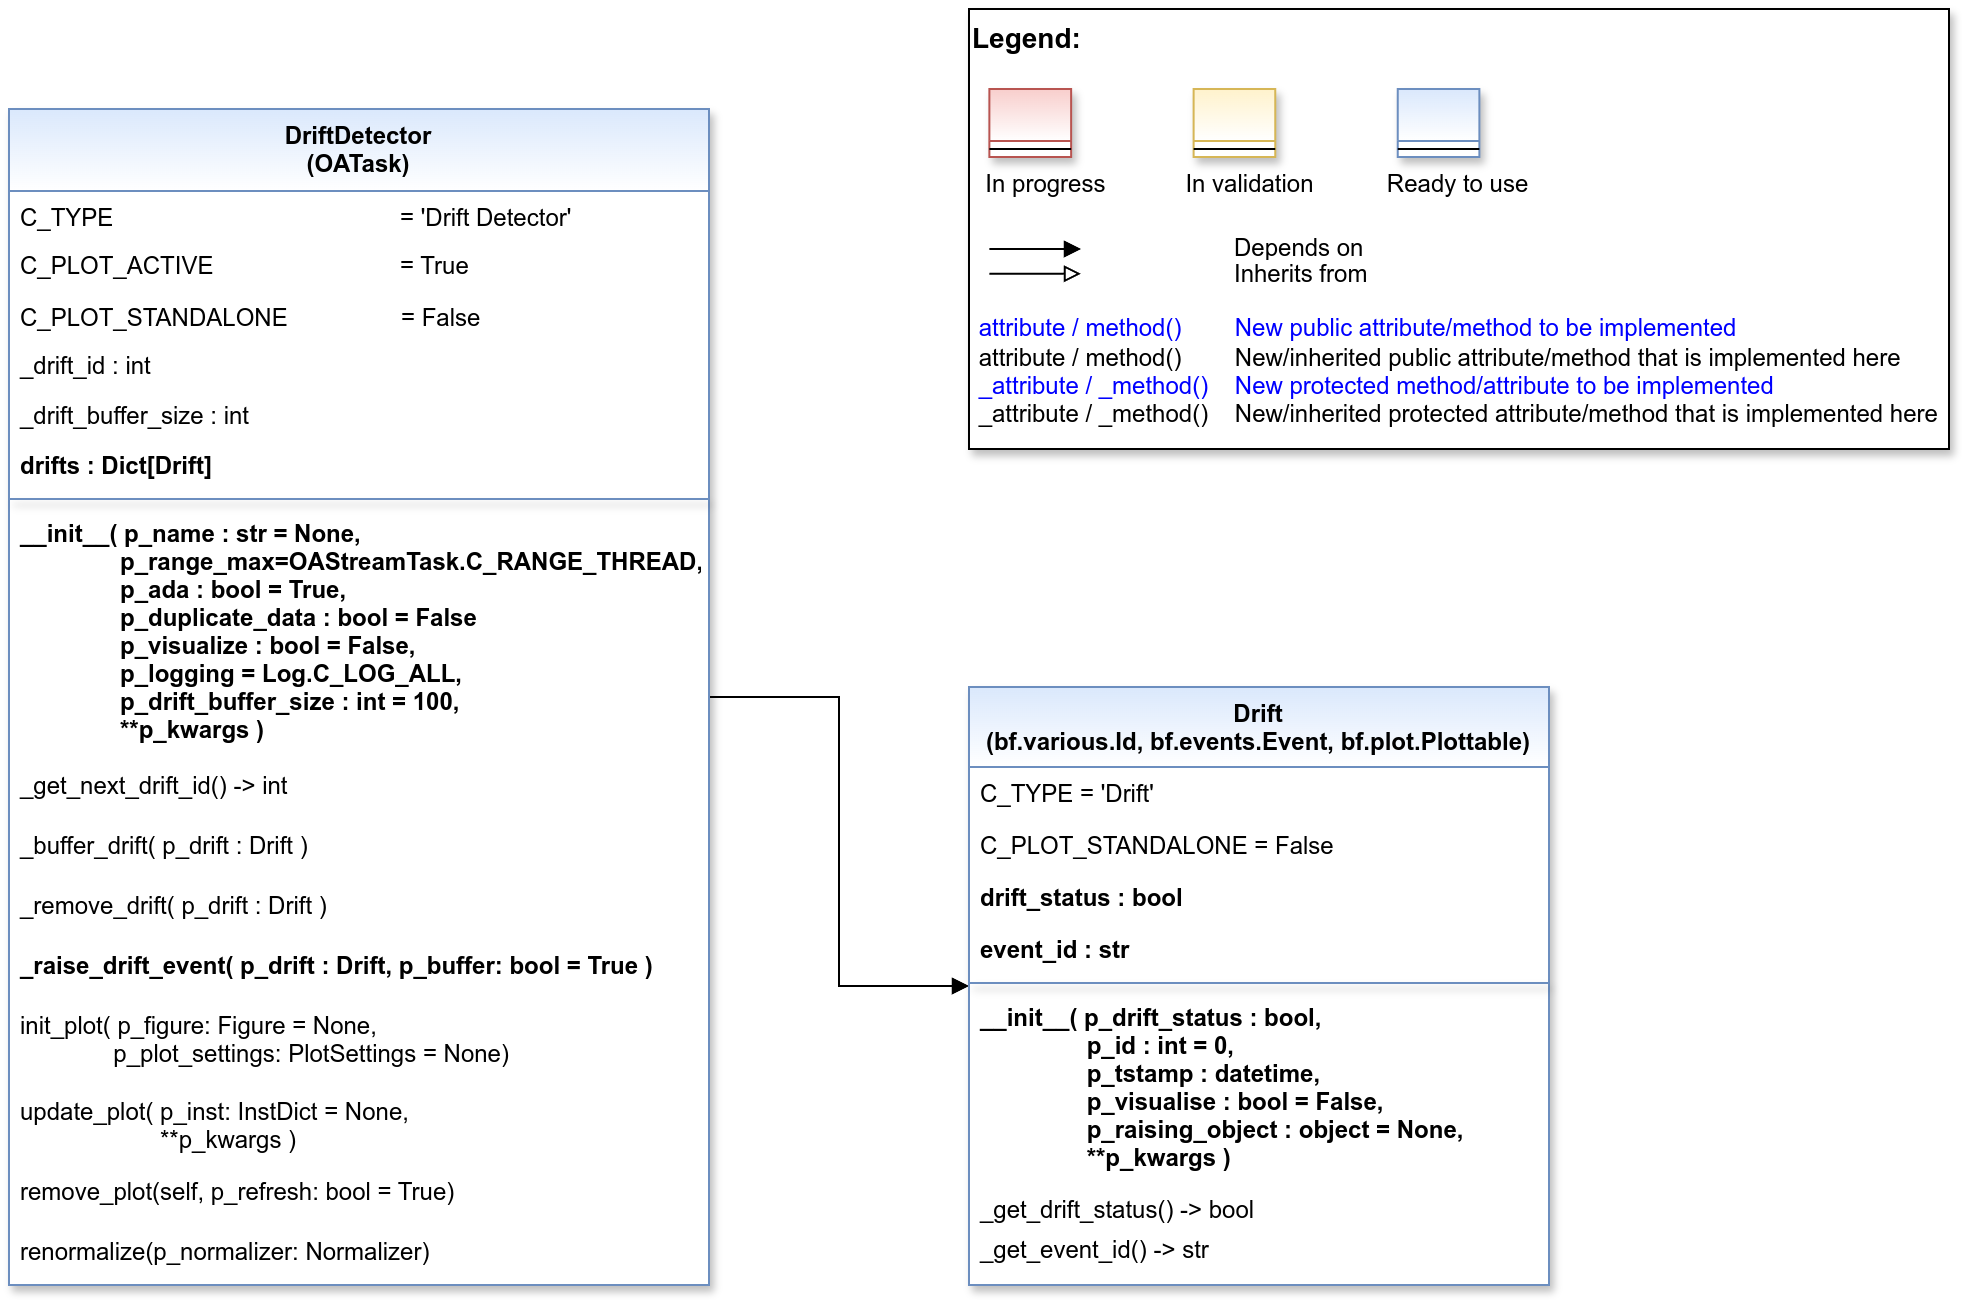 Legend:
In progress
In validation
Ready to use
Depends on
Inherits from
attribute / method() New public attribute/method to be implemented
attribute / method() New/inherited public attribute/method that is implemented here
_attribute / _method() New protected method/attribute to be implemented
_attribute / _method() New/inherited protected attribute/method that is implemented here
DriftDetector
(OATask)
C_TYPE = 'Drift Detector'
C_PLOT_ACTIVE = True
C_PLOT_STANDALONE = False
_drift_id : int
_drift_buffer_size : int
drifts : Dict[Drift]
__init__( p_name : str = None,
p_range_max=OAStreamTask.C_RANGE_THREAD,
p_ada : bool = True,
p_duplicate_data : bool = False
p_visualize : bool = False,
p_logging = Log.C_LOG_ALL,
p_drift_buffer_size : int = 100,
**p_kwargs )
_get_next_drift_id() -> int
_buffer_drift( p_drift : Drift )
_remove_drift( p_drift : Drift )
_raise_drift_event( p_drift : Drift, p_buffer: bool = True )
init_plot( p_figure: Figure = None,
p_plot_settings: PlotSettings = None)
update_plot( p_inst: InstDict = None,
**p_kwargs )
remove_plot(self, p_refresh: bool = True)
renormalize(p_normalizer: Normalizer)
Drift
(bf.various.Id, bf.events.Event, bf.plot.Plottable)
C_TYPE = 'Drift'
C_PLOT_STANDALONE = False
drift_status : bool
event_id : str
__init__( p_drift_status : bool,
p_id : int = 0,
p_tstamp : datetime,
p_visualise : bool = False,
p_raising_object : object = None,
**p_kwargs )
_get_drift_status() -> bool
_get_event_id() -> str